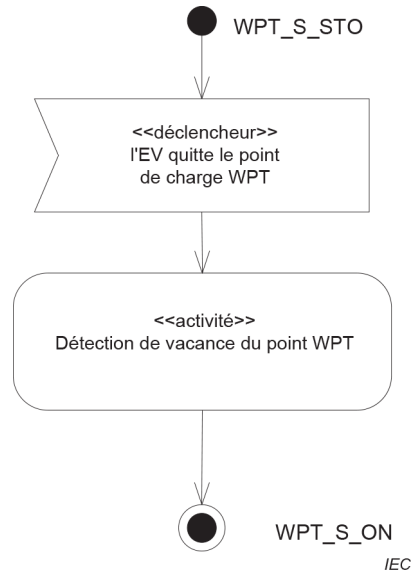 WPT_S_STO
<<déclencheur>>
l'EV quitte le point
de charge WPT
<<activité>>
Détection de vacance du point WPT
WPT_S_ON
IEC